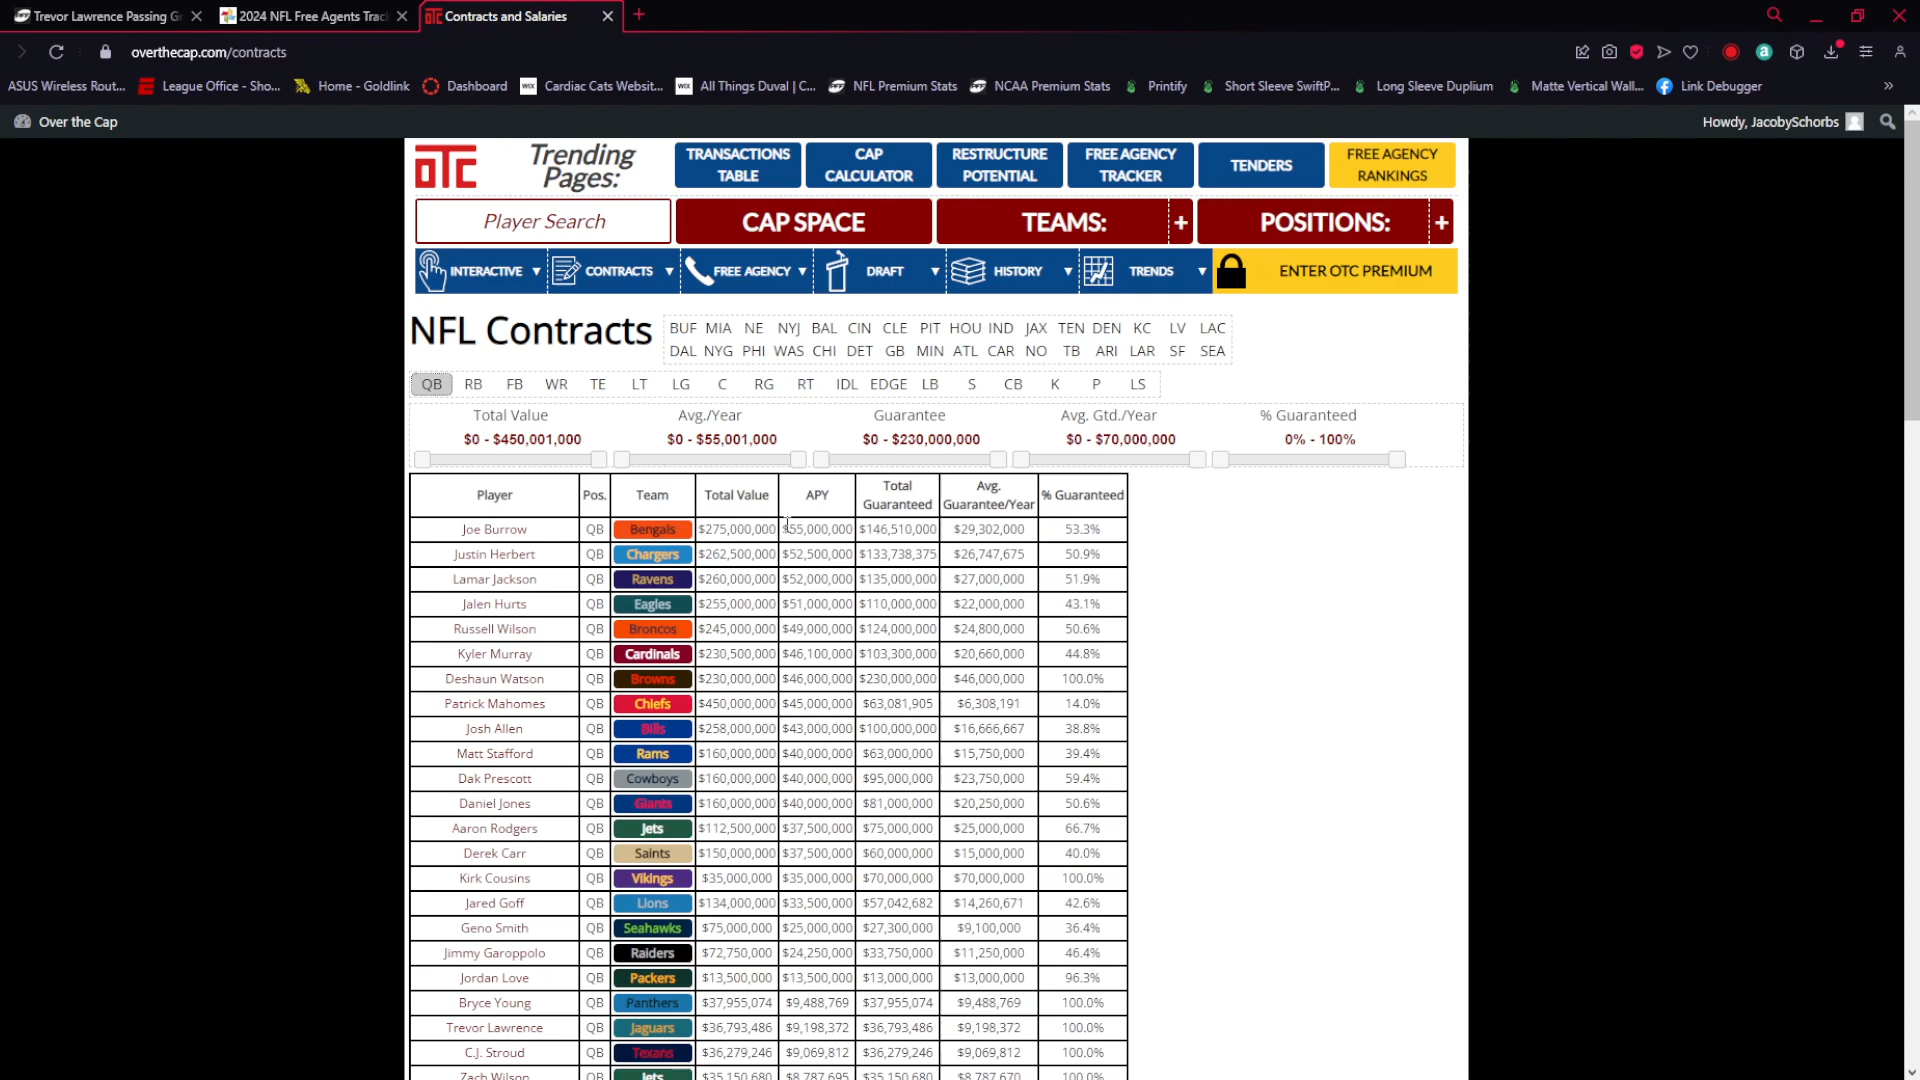 Trevor Lawrence Passing Gr
2024 NFL Free Agents Trac
Contracts and Salaries
overthecap.com/contracts
ASUS Wireless Rout... League Office - Sho... Home - Goldlink Dashboard Cardiac Cats Websit... All Things Duval | C... NFL Premium Stats NCAA Premium Stats Printify Short Sleeve SwiftP... Long Sleeve Duplium Matte Vertical Wall... Link Debugger »
Over the Cap Howdy, JacobySchorbs
OTC
Trending
Pages:
TRANSACTIONS
TABLE
CAP
CALCULATOR
RESTRUCTURE
POTENTIAL
FREE AGENCY
TRACKER
TENDERS
FREE AGENCY
RANKINGS
Player Search CAP SPACE TEAMS: + POSITIONS: +
INTERACTIVE ▼ CONTRACTS ▼ FREE AGENCY ▼ DRAFT ▼ HISTORY ▼ TRENDS ▼ ENTER OTC PREMIUM
NFL Contracts
BUF MIA NE NYJ BAL CIN CLE PIT HOU IND JAX TEN DEN KC LV LAC
DAL NYG PHI WAS CHI DET GB MIN ATL CAR NO TB ARI LAR SF SEA
QB RB FB WR TE LT LG C RG RT IDL EDGE LB S CB K P LS
Total Value Avg./Year Guarantee Avg. Gtd./Year % Guaranteed
$0 - $450,001,000 $0 - $55,001,000 $0 - $230,000,000 $0 - $70,000,000 0% - 100%
Player Pos. Team Total Value APY Total Guaranteed Avg. Guarantee/Year % Guaranteed
Joe Burrow QB Bengals $275,000,000 $55,000,000 $146,510,000 $29,302,000 53.3%
Justin Herbert QB Chargers $262,500,000 $52,500,000 $133,738,375 $26,747,675 50.9%
Lamar Jackson QB Ravens $260,000,000 $52,000,000 $135,000,000 $27,000,000 51.9%
Jalen Hurts QB Eagles $255,000,000 $51,000,000 $110,000,000 $22,000,000 43.1%
Russell Wilson QB Broncos $245,000,000 $49,000,000 $124,000,000 $24,800,000 50.6%
Kyler Murray QB Cardinals $230,500,000 $46,100,000 $103,300,000 $20,660,000 44.8%
Deshaun Watson QB Browns $230,000,000 $46,000,000 $230,000,000 $46,000,000 100.0%
Patrick Mahomes QB Chiefs $450,000,000 $45,000,000 $63,081,905 $6,308,191 14.0%
Josh Allen QB Bills $258,000,000 $43,000,000 $100,000,000 $16,666,667 38.8%
Matt Stafford QB Rams $160,000,000 $40,000,000 $63,000,000 $15,750,000 39.4%
Dak Prescott QB Cowboys $160,000,000 $40,000,000 $95,000,000 $23,750,000 59.4%
Daniel Jones QB Giants $160,000,000 $40,000,000 $81,000,000 $20,250,000 50.6%
Aaron Rodgers QB Jets $112,500,000 $37,500,000 $75,000,000 $25,000,000 66.7%
Derek Carr QB Saints $150,000,000 $37,500,000 $60,000,000 $15,000,000 40.0%
Kirk Cousins QB Vikings $35,000,000 $35,000,000 $70,000,000 $70,000,000 100.0%
Jared Goff QB Lions $134,000,000 $33,500,000 $57,042,682 $14,260,671 42.6%
Geno Smith QB Seahawks $75,000,000 $25,000,000 $27,300,000 $9,100,000 36.4%
Jimmy Garoppolo QB Raiders $72,750,000 $24,250,000 $33,750,000 $11,250,000 46.4%
Jordan Love QB Packers $13,500,000 $13,500,000 $13,000,000 $13,000,000 96.3%
Bryce Young QB Panthers $37,955,074 $9,488,769 $37,955,074 $9,488,769 100.0%
Trevor Lawrence QB Jaguars $36,793,486 $9,198,372 $36,793,486 $9,198,372 100.0%
C.J. Stroud QB Texans $36,279,246 $9,069,812 $36,279,246 $9,069,812 100.0%
Zach Wilson QB Jets $35,150,680 $8,787,695 $35,150,680 $8,787,670 100.0%